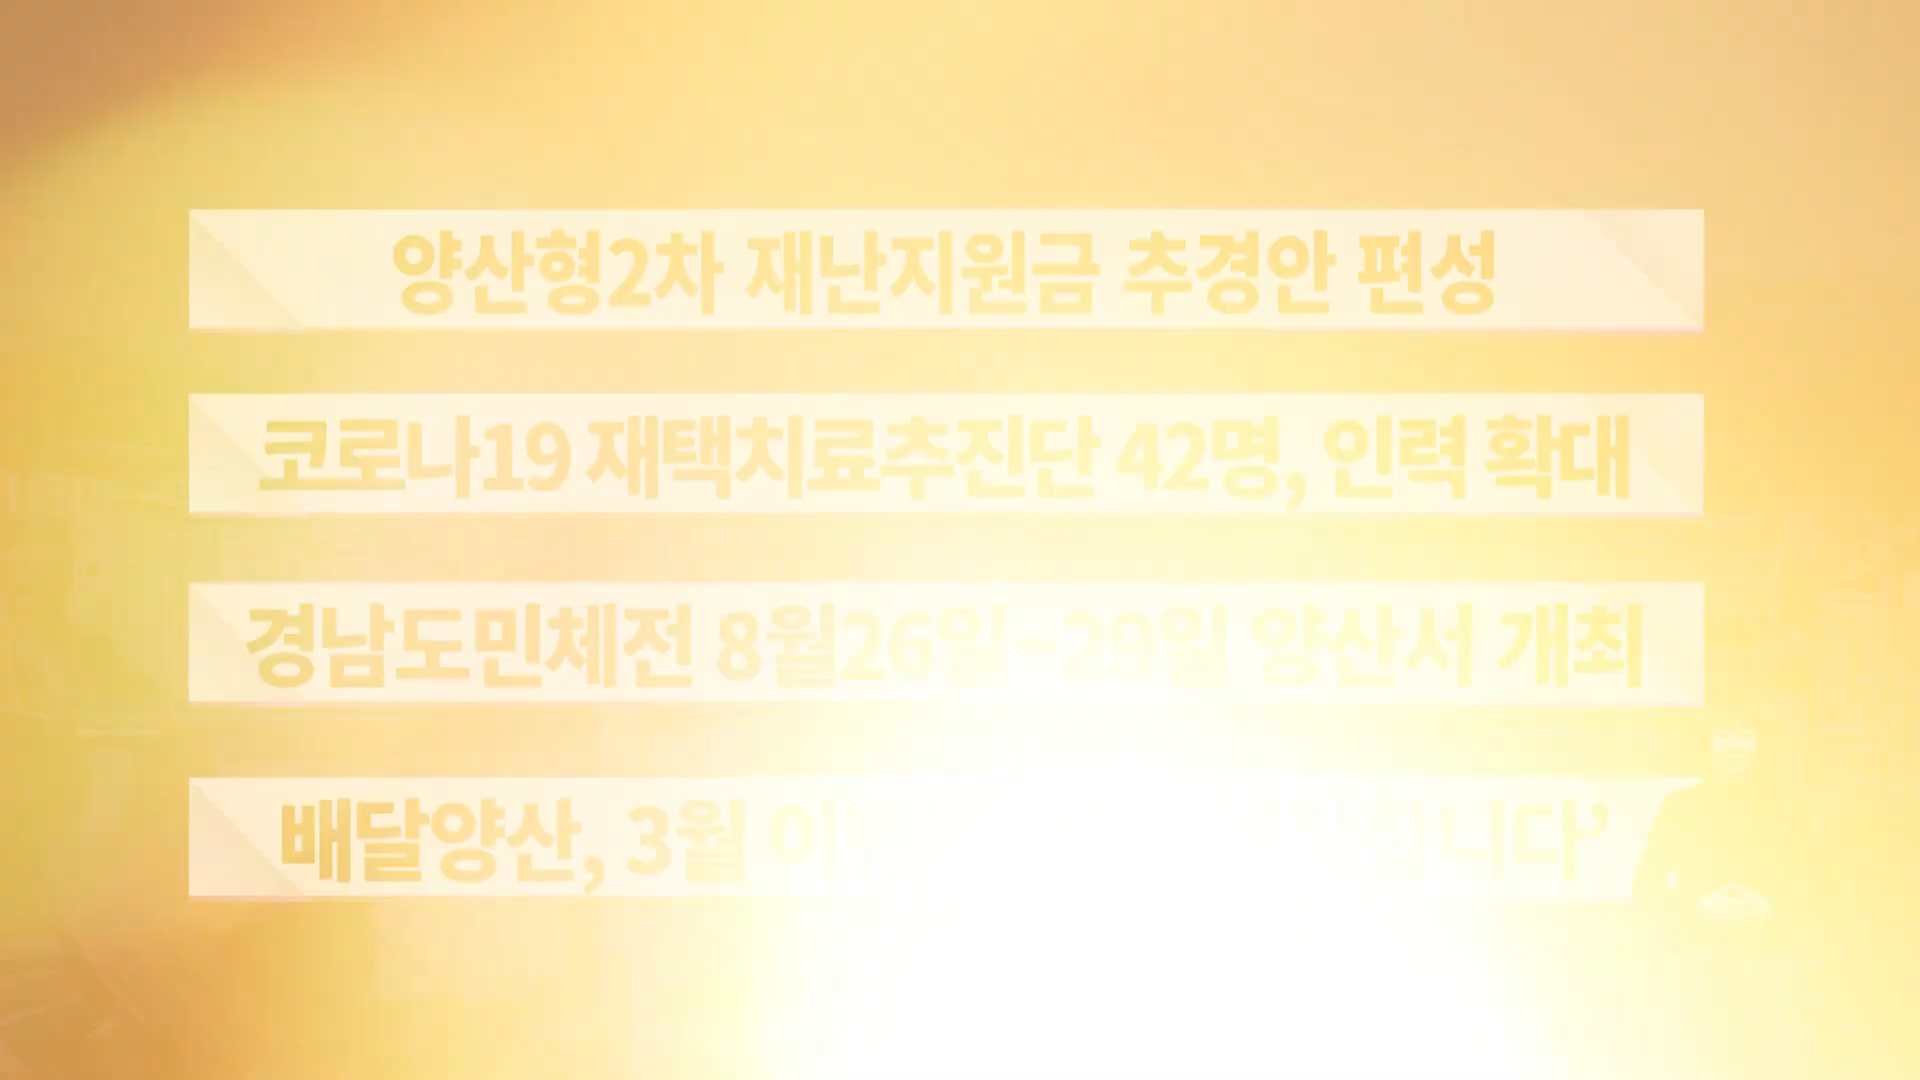 양산형2차 재난지원금 추경안 편성
코로나19 재택치료추진단 42명, 인력 확대
경남도민체전 8월26일~29일 양산서 개최
배달양산, 3월